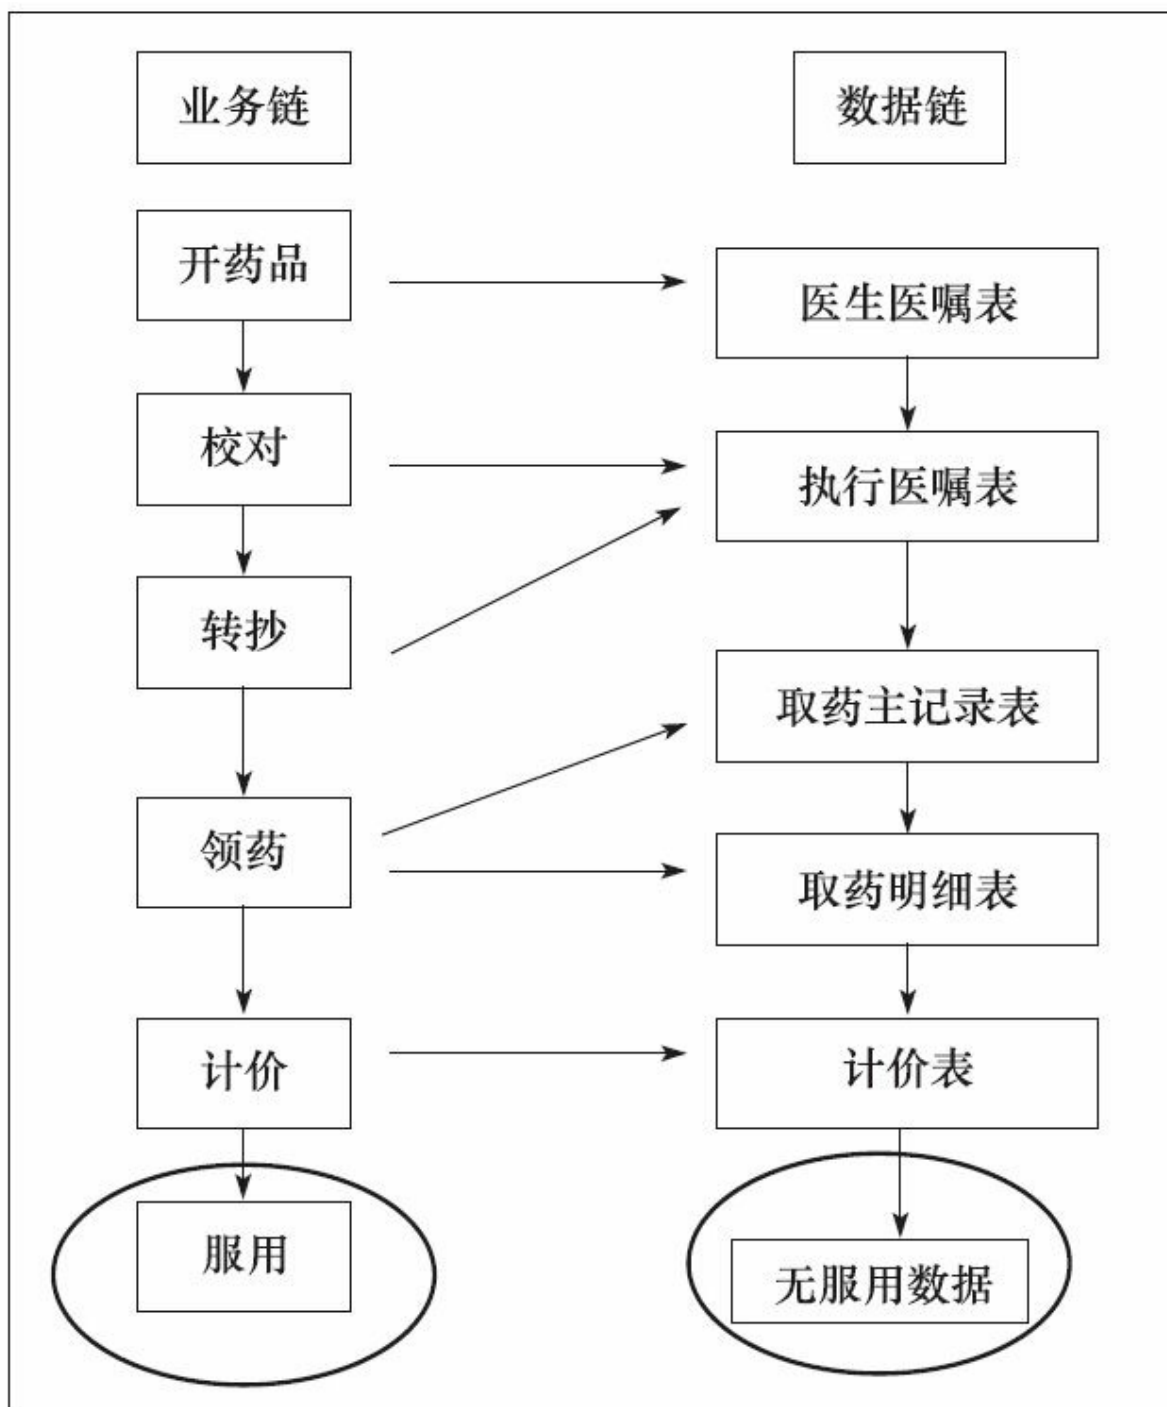 业务链
数据链
开药品
医生医嘱表
校对
执行医嘱表
转抄
取药主记录表
领药
取药明细表
计价
计价表
服用
无服用数据